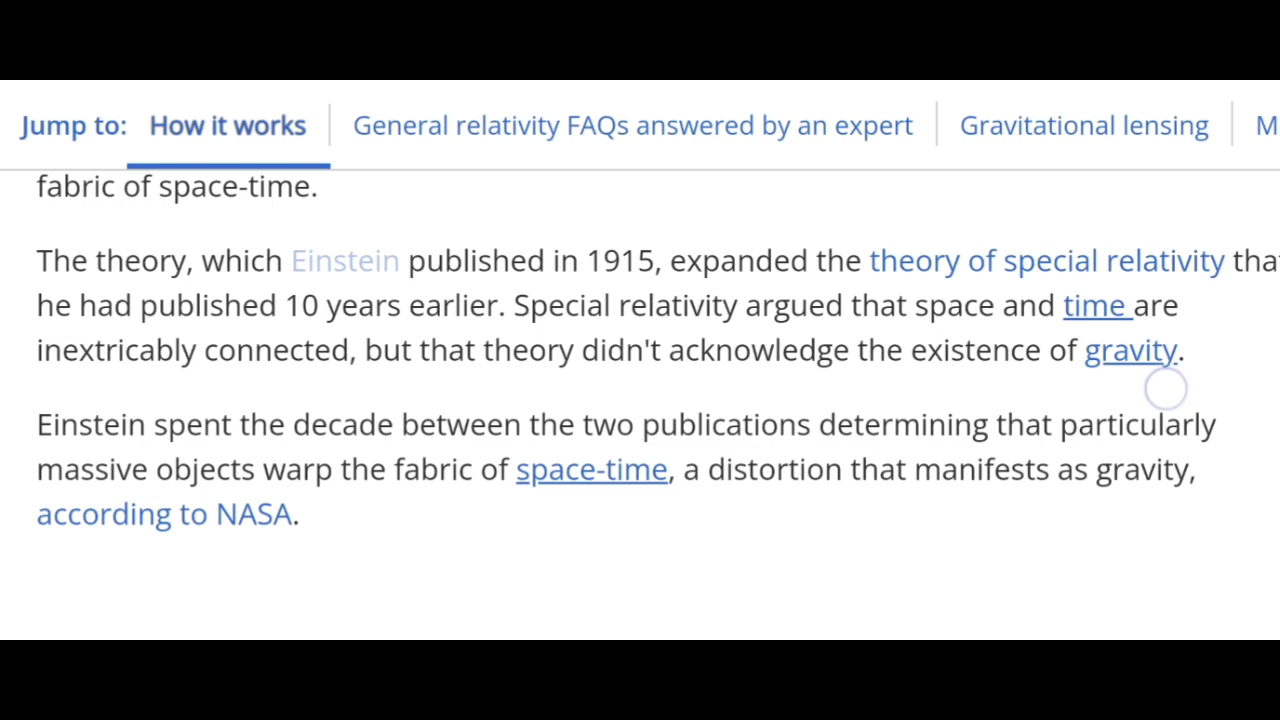 Jump to: How it works General relativity FAQs answered by an expert Gravitational lensing M
fabric of space-time.
The theory, which Einstein published in 1915, expanded the theory of special relativity tha
he had published 10 years earlier. Special relativity argued that space and time are
inextricably connected, but that theory didn't acknowledge the existence of gravity.
Einstein spent the decade between the two publications determining that particularly
massive objects warp the fabric of space-time, a distortion that manifests as gravity,
according to NASA.